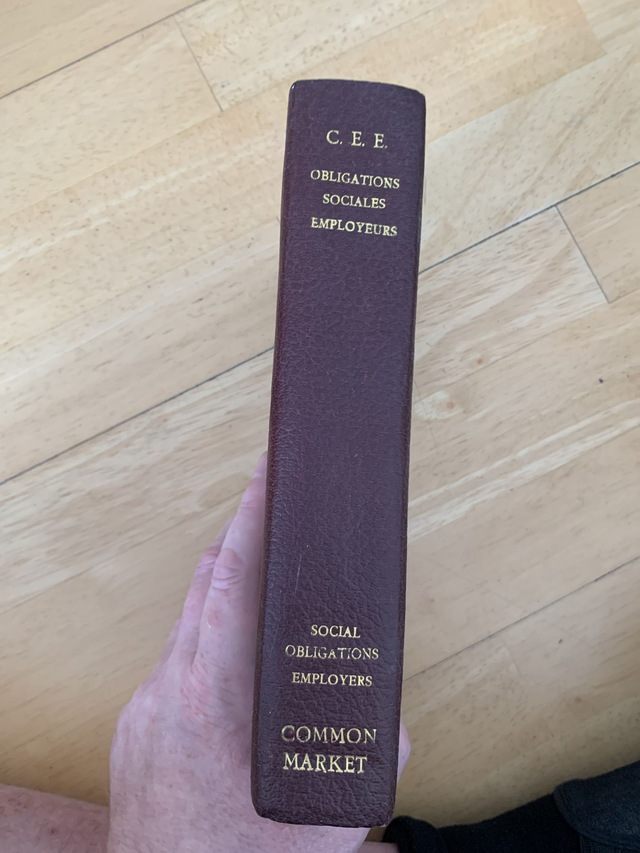 C. E. E.
OBLIGATIONS
SOCIALES
EMPLOYEURS
SOCIAL
OBLIGATIONS
EMPLOYERS
COMMON
MARKET